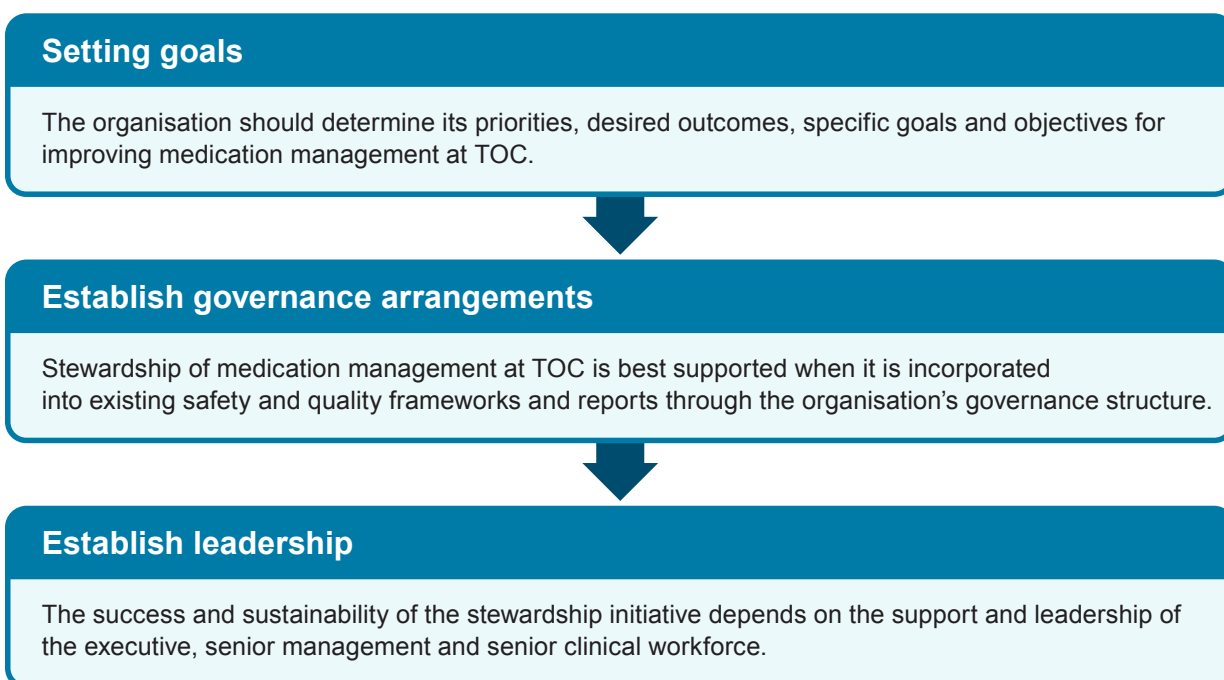 Setting goals
The organisation should determine its priorities, desired outcomes, specific goals and objectives for
improving medication management at TOC.
Establish governance arrangements
Stewardship of medication management at TOC is best supported when it is incorporated
into existing safety and quality frameworks and reports through the organisation’s governance structure.
Establish leadership
The success and sustainability of the stewardship initiative depends on the support and leadership of
the executive, senior management and senior clinical workforce.